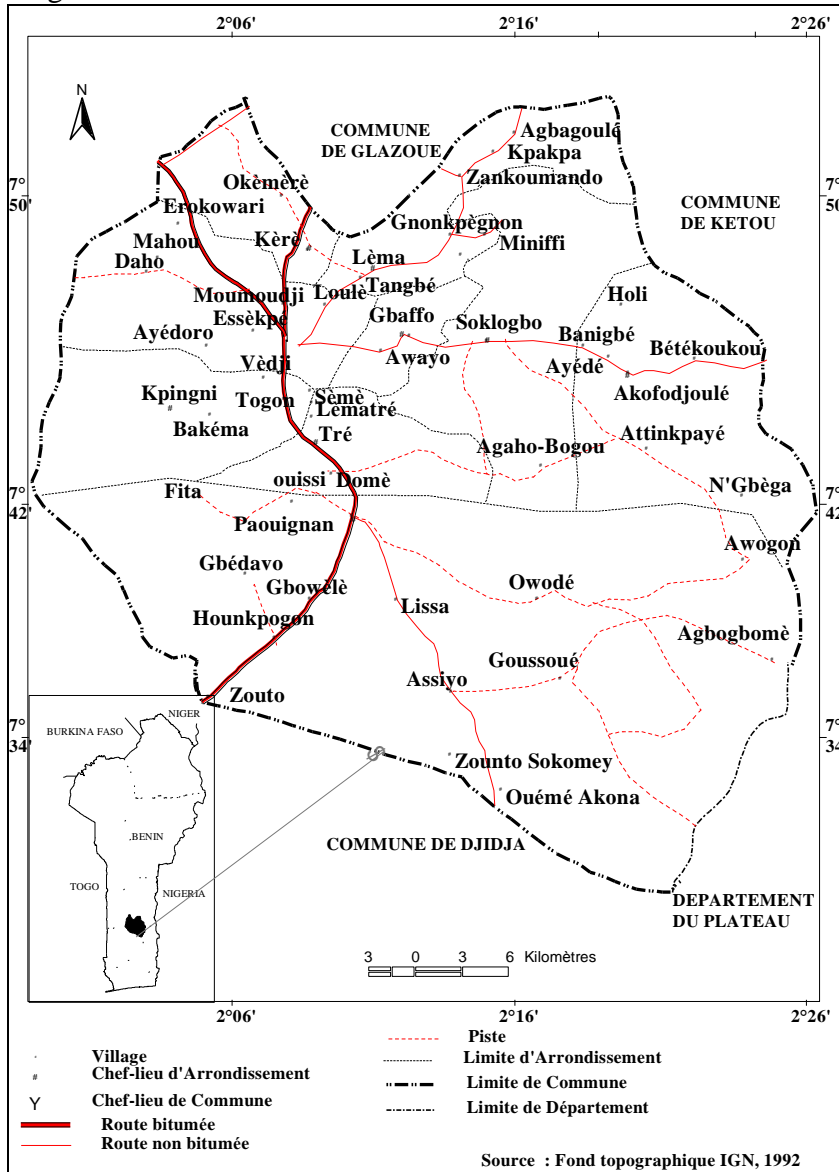 2°06'
2°16'
2°26'
N
COMMUNE
DE GLAZOUE
Agbagoulé
Kpakpa
Zankoumando
7°
50'
7°
50'
COMMUNE
DE KETOU
Okèmèrè
Erokowari
Gnonkpègnon
Mahou
Kèrè
Miniffi
Daho
Lèma
Moumoudji
Loulè
Tangbé
Holi
Essèkpé
Gbaffo
Ayédoro
Soklogbo
Banigbé
Bétékoukou
Awayo
Ayédé
Vèdji
Akofodjoulé
Kpingni
Togon
Sèmè
Lèmatré
Bakéma
Tré
Agaho-Bogou
Attinkpayé
ouissi
Domè
Fita
N'Gbèga
7°
42'
7°
42'
Paouignan
Awogon
Gbédavo
Gbowèlè
Owodé
Lissa
Hounkpogon
Agbogbomè
Goussoué
Assiyo
Zouto
7°
34'
7°
34'
NIGER
BURKINA FASO
Zounto Sokomey
Ouémé Akona
BENIN
COMMUNE DE DJIDJA
TOGO
NIGERIA
DEPARTEMENT
DU PLATEAU
3 0 3 6 Kilomètres
2°06'
2°16'
2°26'
Village
# Chef-lieu d'Arrondissement
Y Chef-lieu de Commune
Route bitumée
Route non bitumée
Piste
Limite d'Arrondissement
Limite de Commune
Limite de Département
Source : Fond topographique IGN, 1992